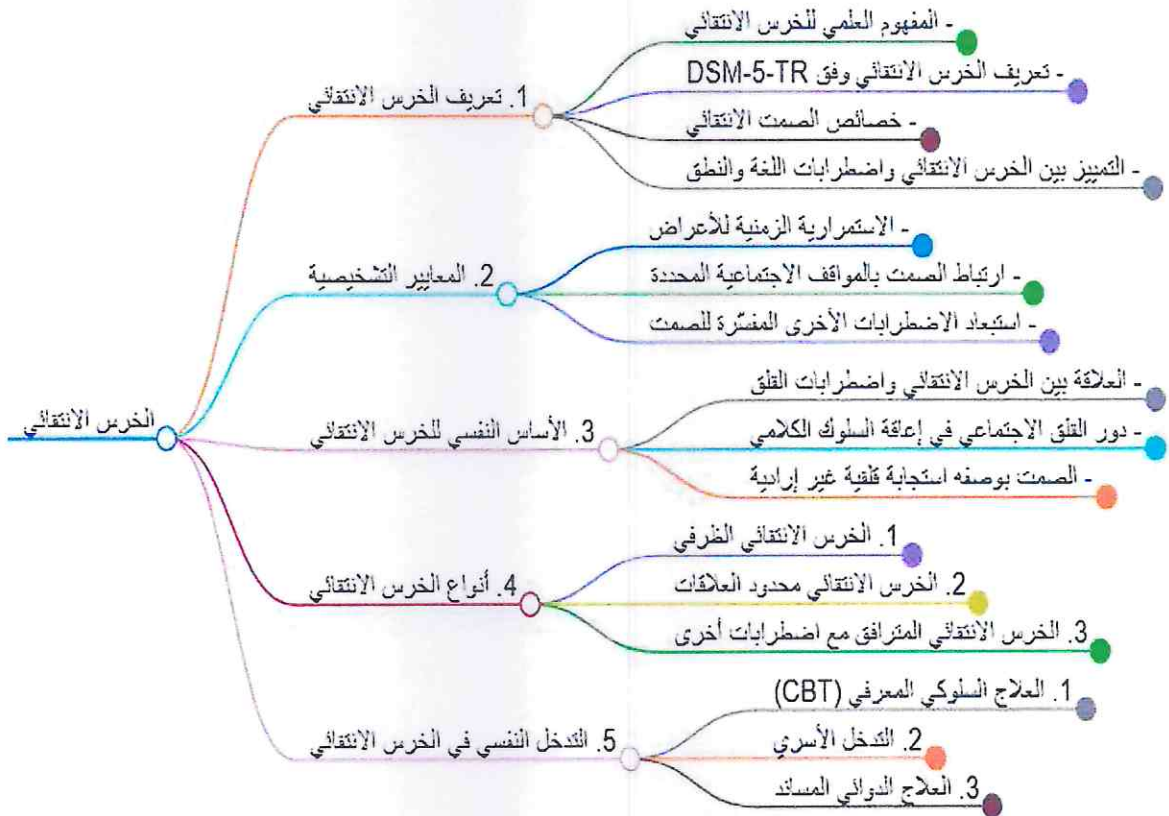 الخرس الانتقائي
1. تعريف الخرس الانتقائي
- المفهوم العلمي للخرس الانتقائي
- تعريف الخرس الانتقائي وفق DSM-5-TR
- خصائص الصمت الانتقائي
- التمييز بين الخرس الانتقائي واضطرابات اللغة والنطق
2. المعايير التشخيصية
- الاستمرارية الزمنية للأعراض
- ارتباط الصمت بالمواقف الاجتماعية المحددة
- استبعاد الاضطرابات الأخرى المفسّرة للصمت
3. الأساس النفسي للخرس الانتقائي
- العلاقة بين الخرس الانتقائي واضطرابات القلق
- دور القلق الاجتماعي في إعاقة السلوك الكلامي
- الصمت بوصفه استجابة قلقية غير إرادية
4. أنواع الخرس الانتقائي
1. الخرس الانتقائي الظرفي
2. الخرس الانتقائي محدود العلاقات
3. الخرس الانتقائي المترافق مع اضطرابات أخرى
5. التدخل النفسي في الخرس الانتقائي
1. العلاج السلوكي المعرفي (CBT)
2. التدخل الأسري
3. العلاج الدوائي المساند